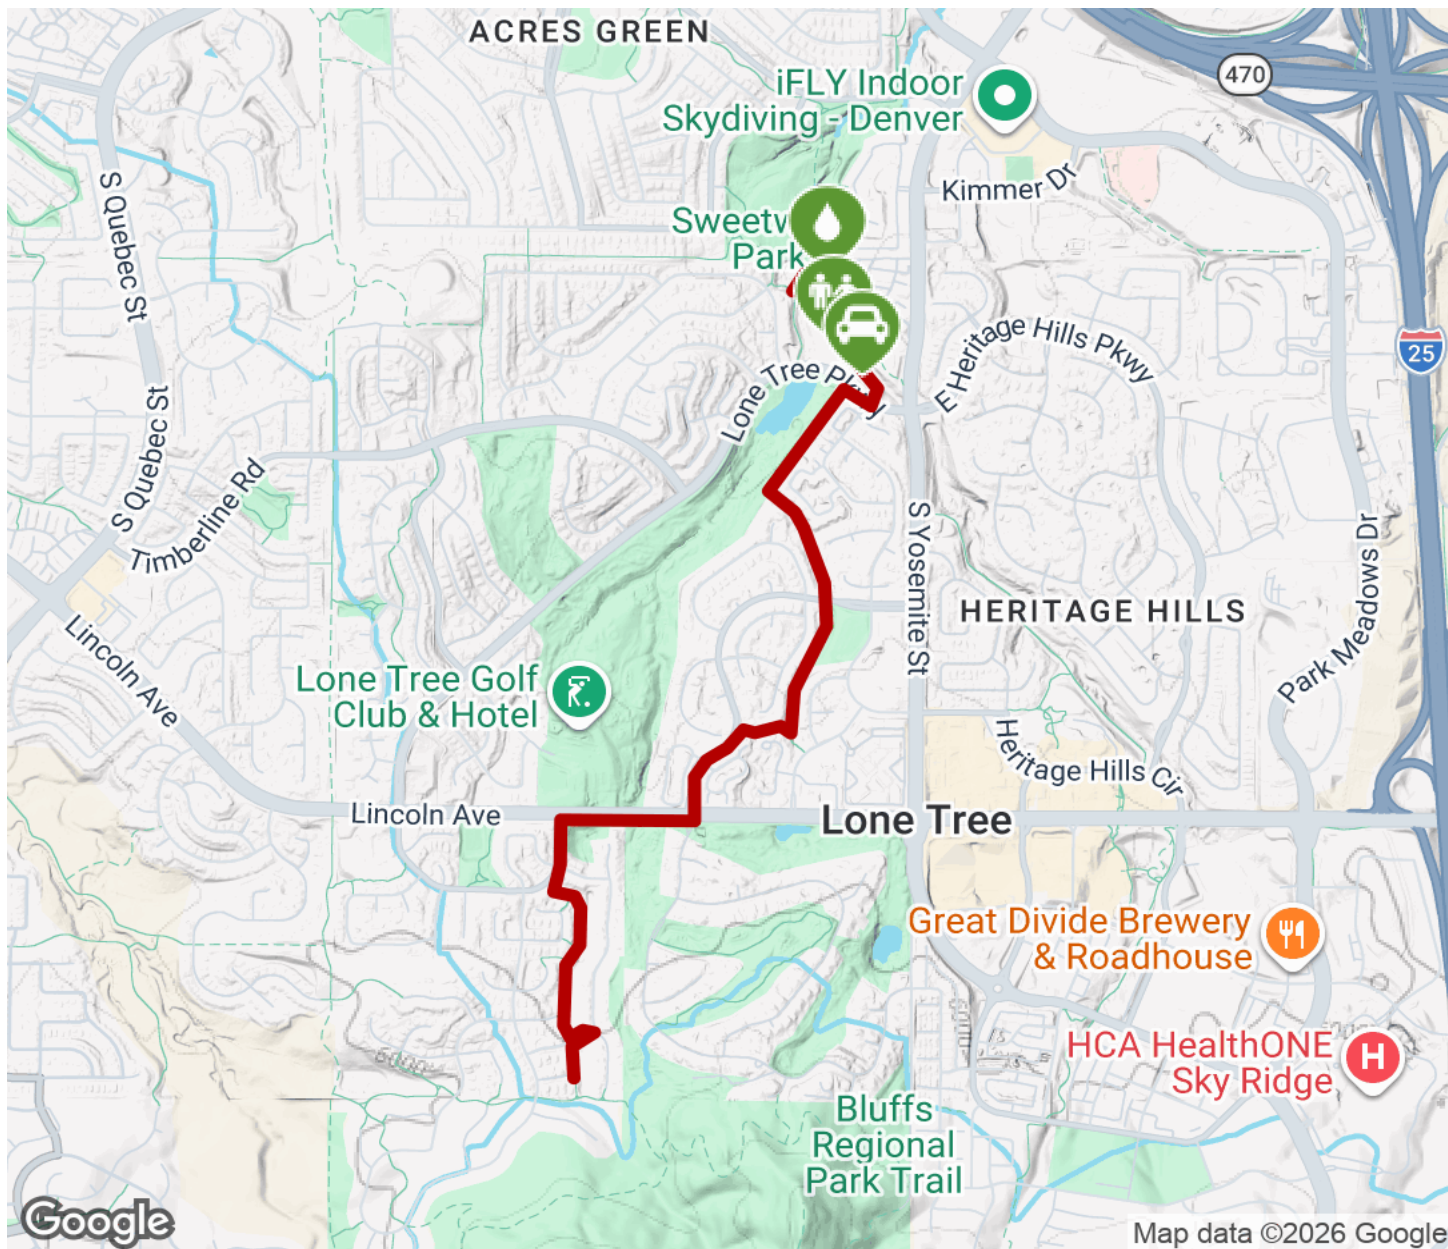 ACRES GREEN
iFLY Indoor
Skydiving - Denver
470
Kimmer Dr
S Quebec St
Sweetw
Park
E Heritage Hills Pkwy
25
Lone Tree Pkwy
S Quebec St
Timberline Rd
S Yosemite St
Park Meadows Dr
HERITAGE HILLS
Lincoln Ave
Lone Tree Golf
Club & Hotel
Heritage Hills Cir
Lincoln Ave
Lone Tree
Great Divide Brewery
& Roadhouse
HCA HealthONE
Sky Ridge
H
Bluffs
Regional
Park Trail
Google
Map data ©2026 Google